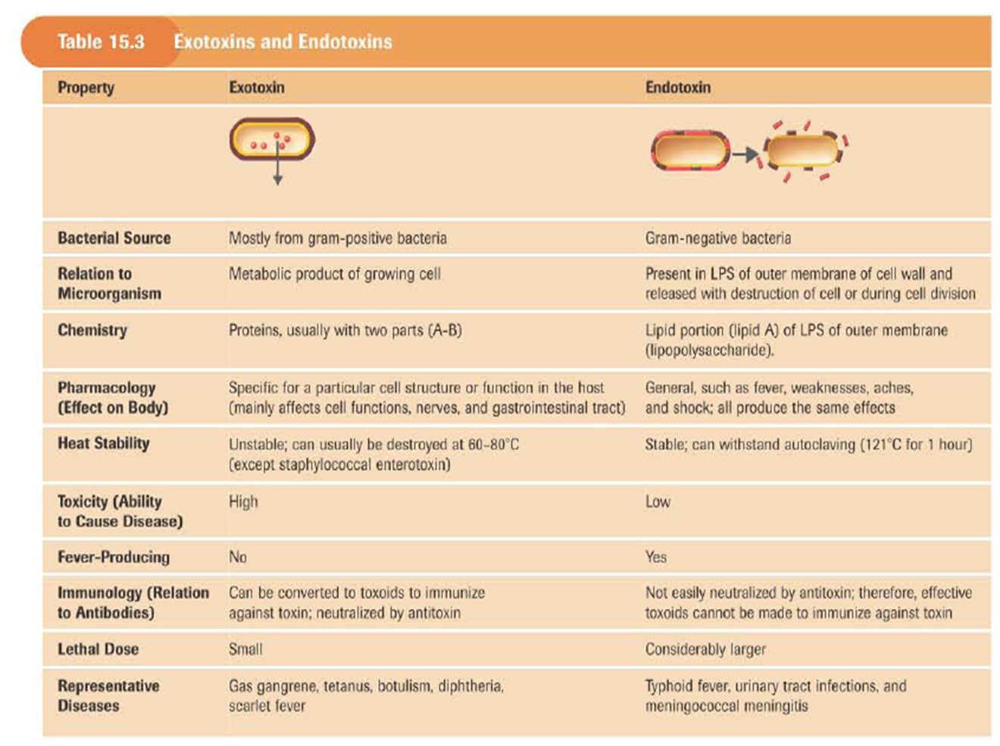 Table 15.3 Exotoxins and Endotoxins
Property Exotoxin Endotoxin
Bacterial Source Mostly from gram-positive bacteria Gram-negative bacteria
Relation to Metabolic product of growing cell Present in LPS of outer membrane of cell wall and
Microorganism released with destruction of cell or during cell division
Chemistry Proteins, usually with two parts (A-B) Lipid portion (lipid A) of LPS of outer membrane
(lipopolysaccharide).
Pharmacology Specific for a particular cell structure or function in the host General, such as fever, weaknesses, aches,
(Effect on Body) (mainly affects cell functions, nerves, and gastrointestinal tract) and shock; all produce the same effects
Heat Stability Unstable; can usually be destroyed at 60–80°C Stable; can withstand autoclaving (121°C for 1 hour)
(except staphylococcal enterotoxin)
Toxicity (Ability High Low
to Cause Disease)
Fever-Producing No Yes
Immunology (Relation Can be converted to toxoids to immunize Not easily neutralized by antitoxin; therefore, effective
to Antibodies) against toxin; neutralized by antitoxin toxoids cannot be made to immunize against toxin
Lethal Dose Small Considerably larger
Representative Gas gangrene, tetanus, botulism, diphtheria, Typhoid fever, urinary tract infections, and
Diseases scarlet fever meningococcal meningitis